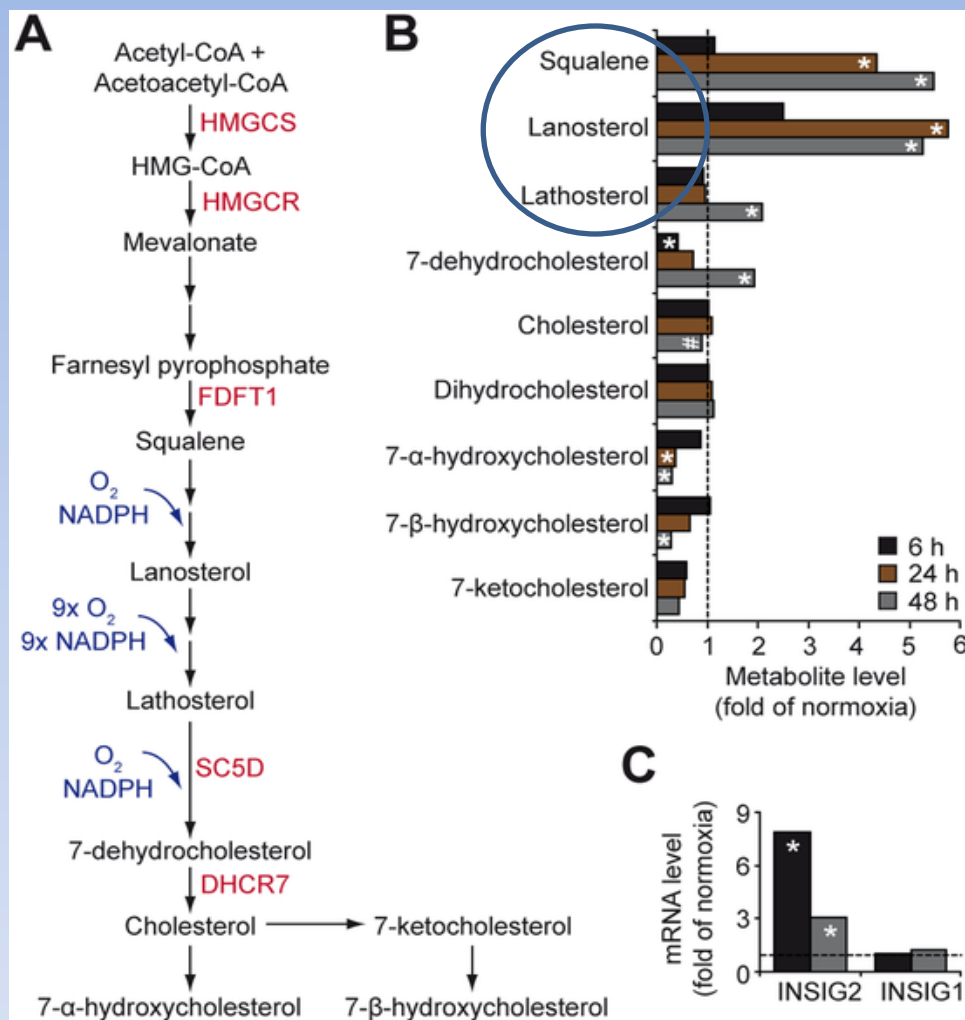 A
Acetyl-CoA +
Acetoacetyl-CoA
HMGCS
HMG-CoA
HMGCR
Mevalonate
Farnesyl pyrophosphate
FDFT1
Squalene
O₂
NADPH
Lanosterol
9x O₂
9x NADPH
Lathosterol
O₂
NADPH
SC5D
7-dehydrocholesterol
DHCR7
Cholesterol
7-ketocholesterol
7-α-hydroxycholesterol
7-β-hydroxycholesterol
B
Squalene
*
*
Lanosterol
*
*
Lathosterol
*
7-dehydrocholesterol
*
*
Cholesterol
#
Dihydrocholesterol
7-α-hydroxycholesterol
*
*
7-β-hydroxycholesterol
*
7-ketocholesterol
6 h
24 h
48 h
0 1 2 3 4 5 6
Metabolite level
(fold of normoxia)
C
mRNA level
(fold of normoxia)
9
6
3
0
*
*
INSIG2 INSIG1